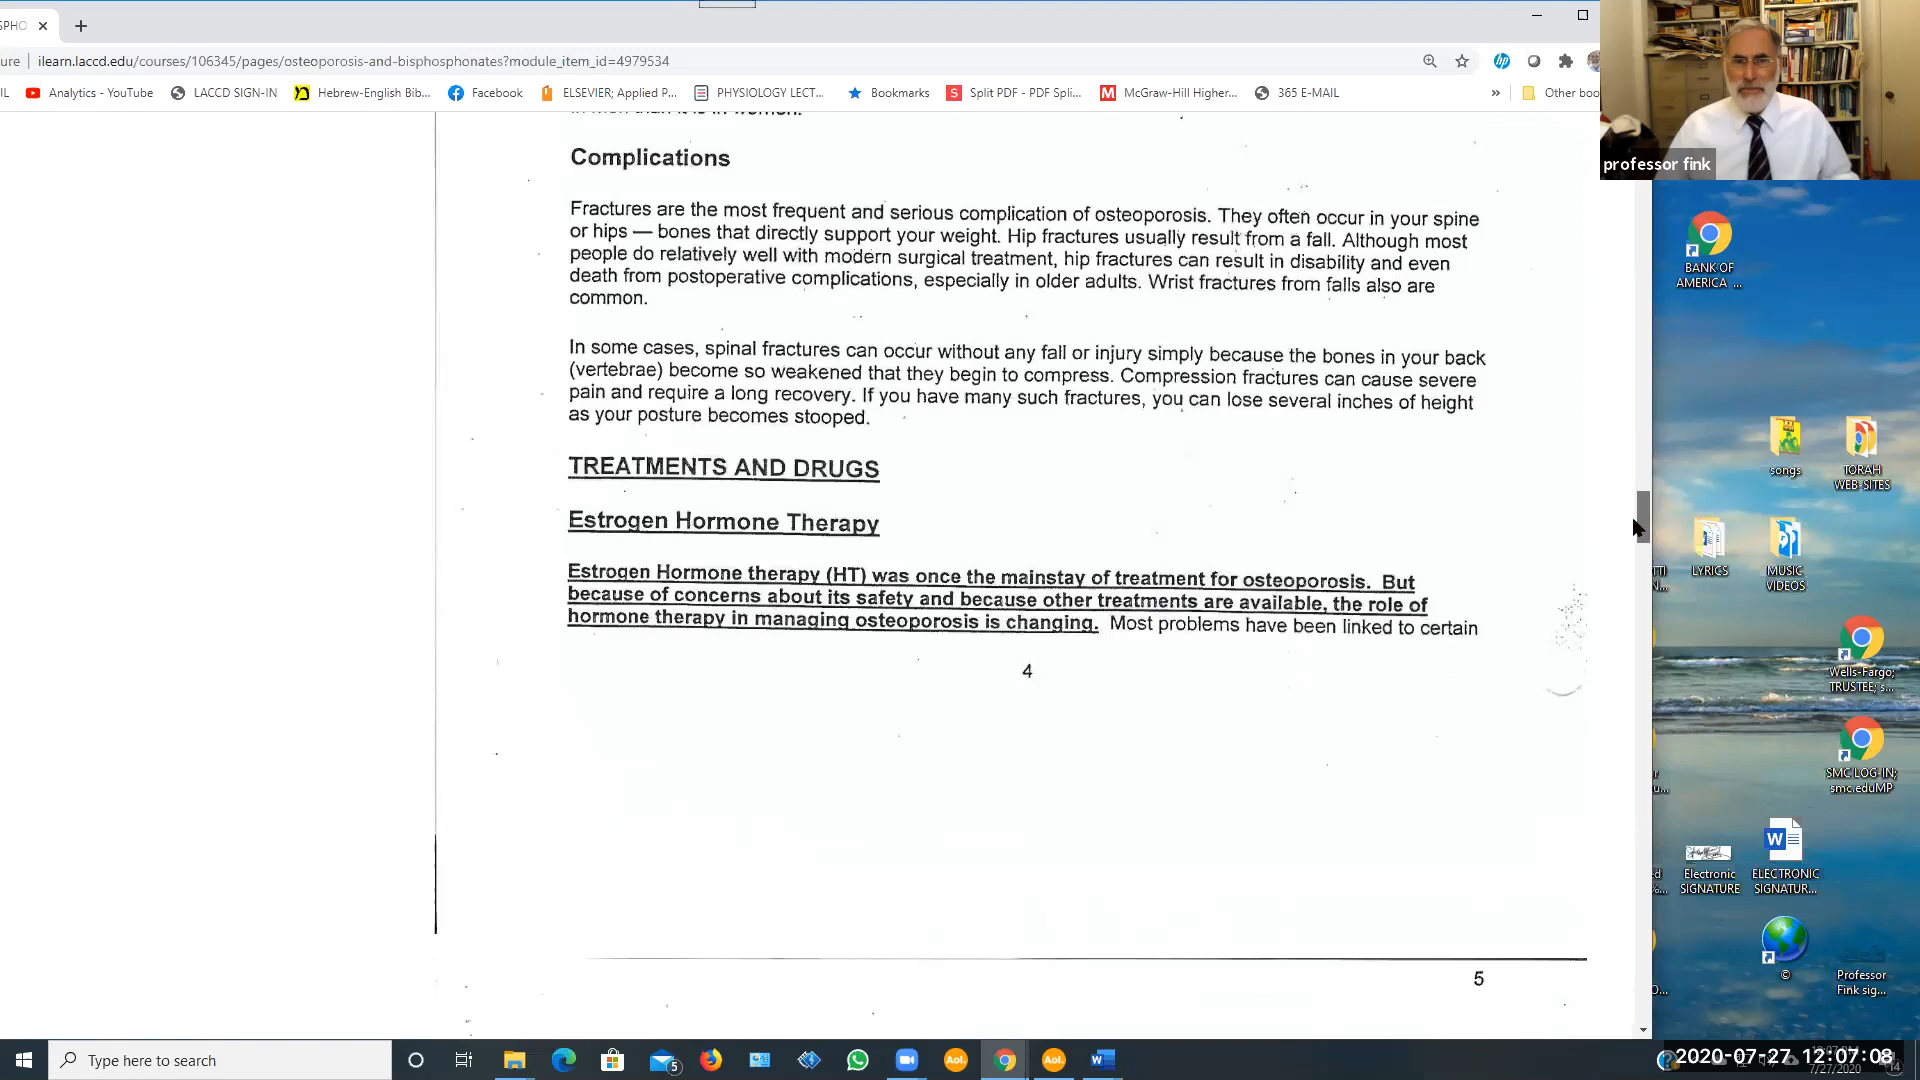 SPHO
ure
ilearn.laccd.edu/courses/106345/pages/osteoporosis-and-bisphosphonates?module_item_id=4979534
IL
Analytics - YouTube
LACCD SIGN-IN
Hebrew-English Bib...
Facebook
ELSEVIER; Applied P...
PHYSIOLOGY LECT...
Bookmarks
Split PDF - PDF Spli...
McGraw-Hill Higher...
365 E-MAIL
»
Other boo
professor fink
Complications
Fractures are the most frequent and serious complication of osteoporosis. They often occur in your spine
or hips — bones that directly support your weight. Hip fractures usually result from a fall. Although most
people do relatively well with modern surgical treatment, hip fractures can result in disability and even
death from postoperative complications, especially in older adults. Wrist fractures from falls also are
common.
In some cases, spinal fractures can occur without any fall or injury simply because the bones in your back
(vertebrae) become so weakened that they begin to compress. Compression fractures can cause severe
pain and require a long recovery. If you have many such fractures, you can lose several inches of height
as your posture becomes stooped.
TREATMENTS AND DRUGS
Estrogen Hormone Therapy
Estrogen Hormone therapy (HT) was once the mainstay of treatment for osteoporosis. But
because of concerns about its safety and because other treatments are available, the role of
hormone therapy in managing osteoporosis is changing. Most problems have been linked to certain
4
5
BANK OF
AMERICA ...
songs
TORAH
WEB-SITES
LYRICS
MUSIC
VIDEOS
Wells-Fargo;
TRUSTEE; s...
SMC LOG-IN;
smc.eduMP
Electronic
SIGNATURE
ELECTRONIC
SIGNATUR...
©
Professor
Fink sig...
Type here to search
5
Aol.
Aol.
2020-07-27 12:07:08
7/27/2020
14